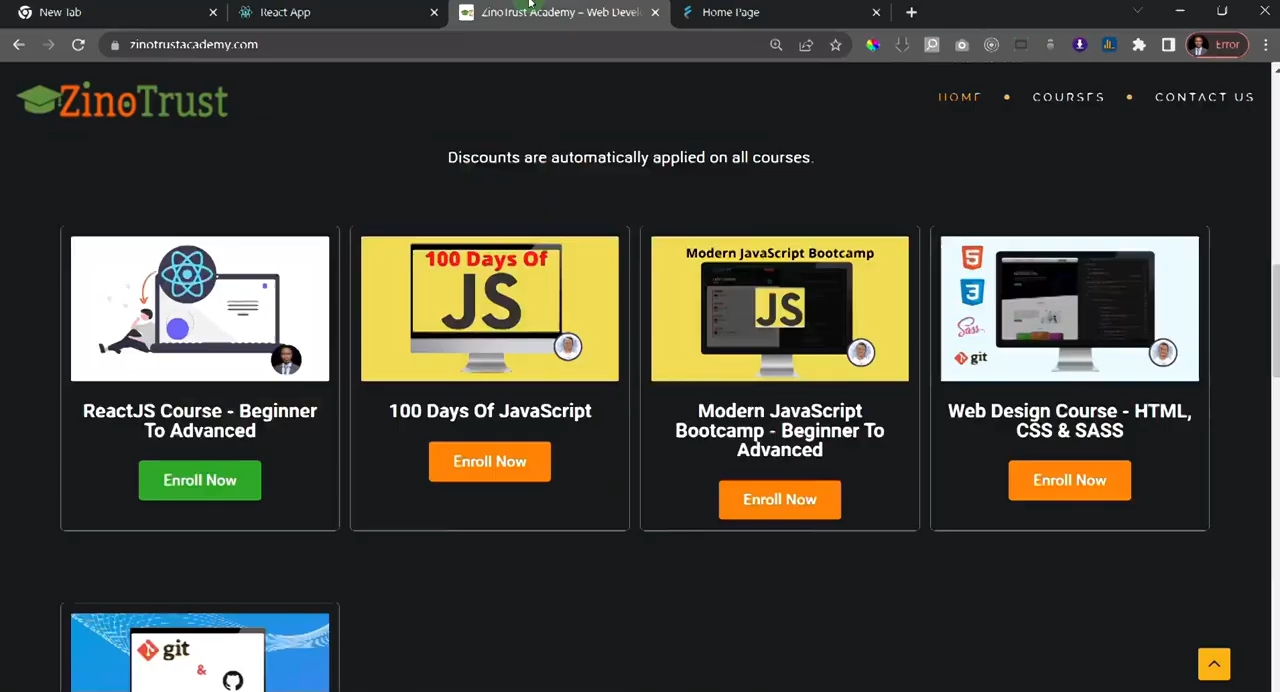 New Tab
React App
ZinoTrust Academy – Web Devel
Home Page
zinotrustacademy.com
Error
ZinoTrust
HOME
COURSES
CONTACT US
Discounts are automatically applied on all courses.
100 Days Of
JS
Modern JavaScript Bootcamp
JS
5
3
Sass
git
ReactJS Course - Beginner
To Advanced
Enroll Now
100 Days Of JavaScript
Enroll Now
Modern JavaScript
Bootcamp - Beginner To
Advanced
Enroll Now
Web Design Course - HTML,
CSS & SASS
Enroll Now
git
&